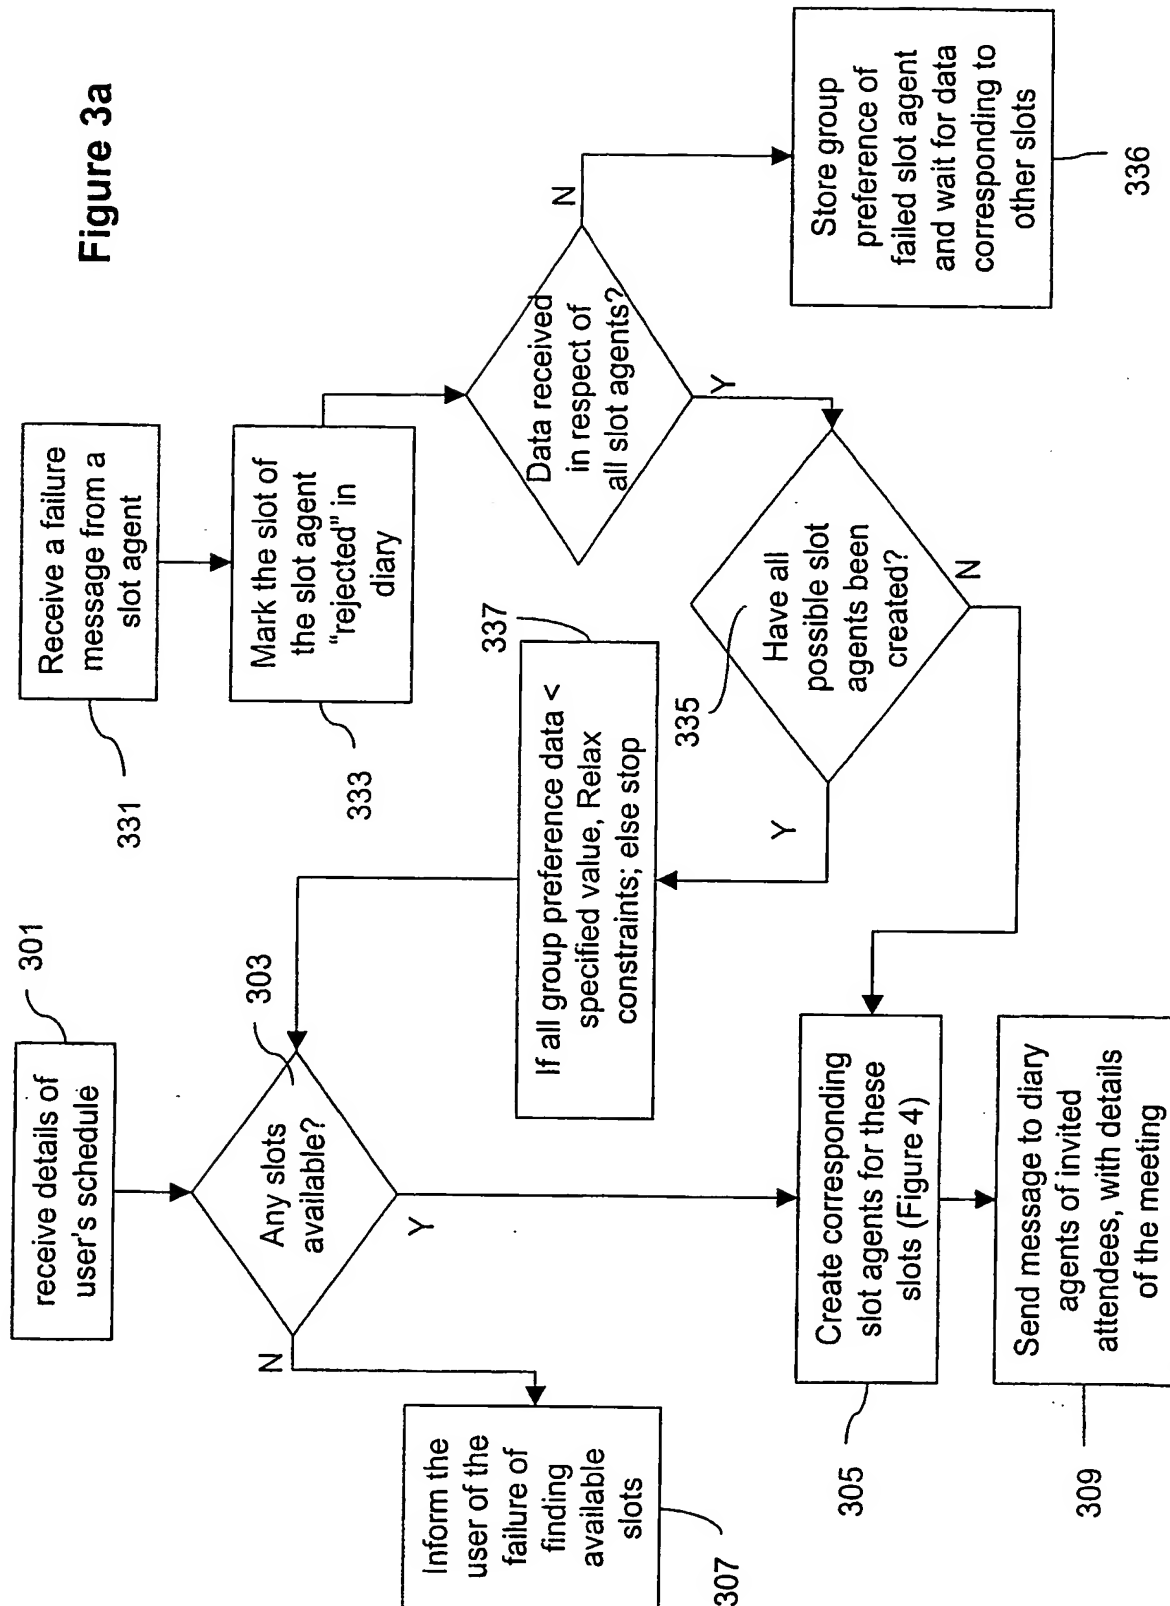 Figure 3a
receive details of
user's schedule
301
Any slots
available?
303
N
Y
Inform the
user of the
failure of
finding
available
slots
307
Create corresponding
slot agents for these
slots (Figure 4)
305
Send message to diary
agents of invited
attendees, with details
of the meeting
309
Receive a failure
message from a
slot agent
331
Mark the slot of
the slot agent
“rejected” in
diary
333
Data received
in respect of
all slot agents?
N
Y
Store group
preference of
failed slot agent
and wait for data
corresponding to
other slots
336
Have all
possible slot
agents been
created?
335
Y
N
If all group preference data <
specified value, Relax
constraints; else stop
337